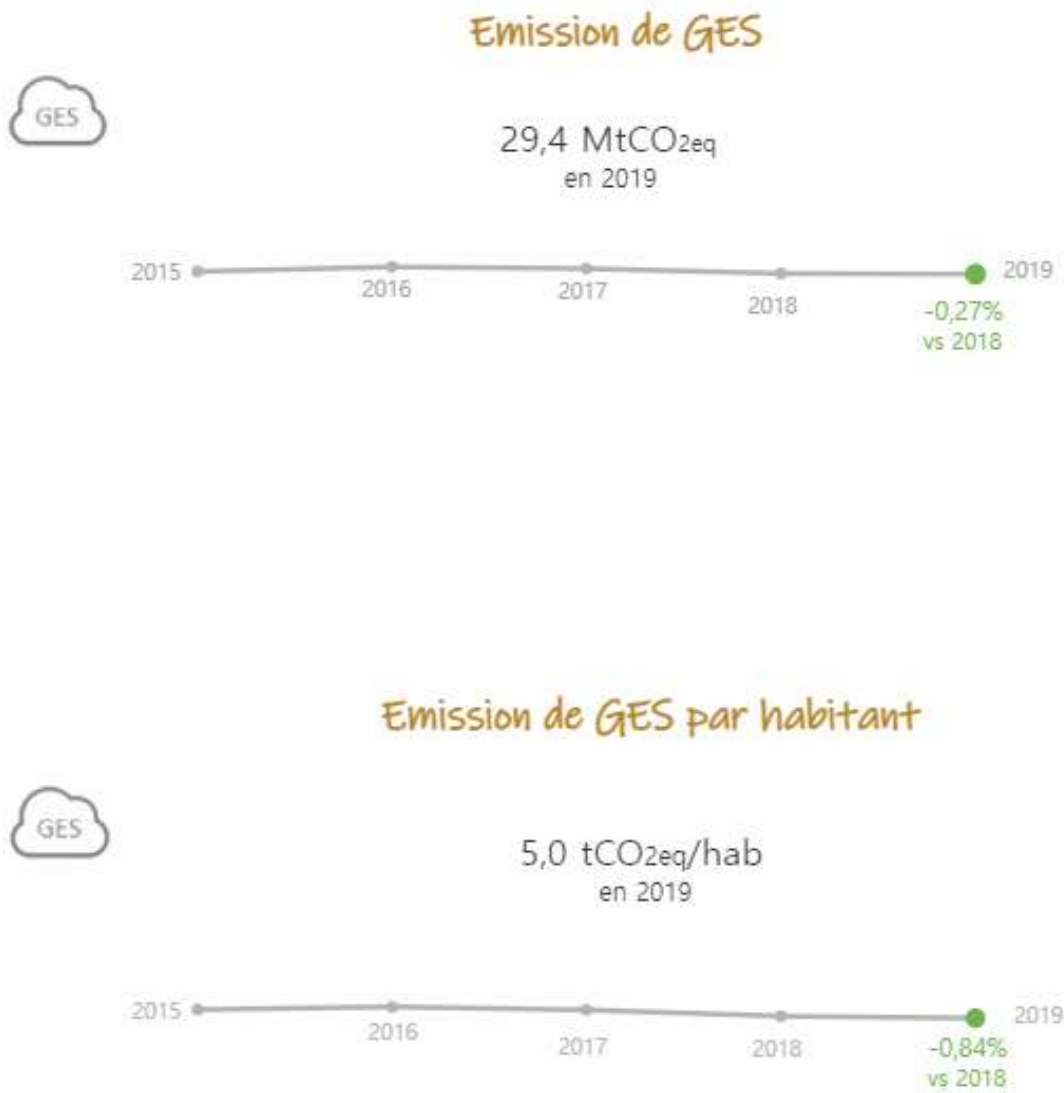 Emission de GES
GES
29,4 MtCO2eq
en 2019
2015
2016
2017
2018
2019
-0,27%
vs 2018
Emission de GES par habitant
GES
5,0 tCO2eq/hab
en 2019
2015
2016
2017
2018
2019
-0,84%
vs 2018